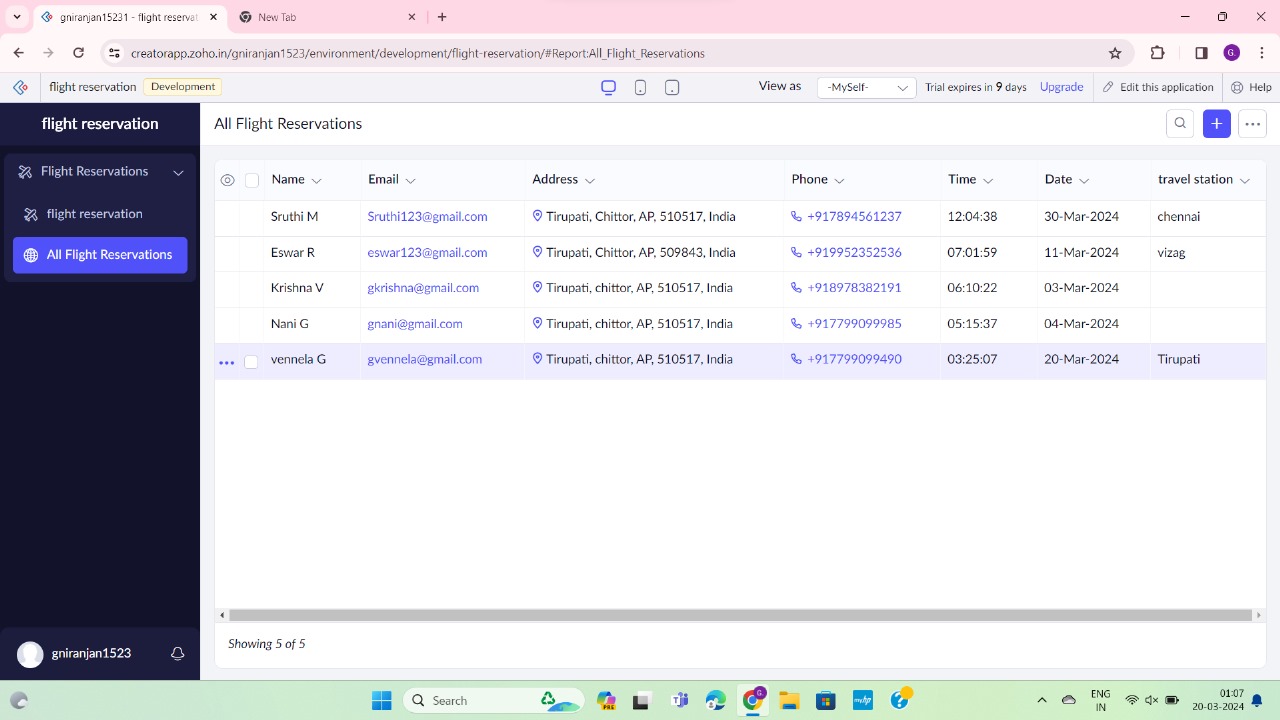 gniranjan15231 - flight reservat
New Tab
creatorapp.zoho.in/gniranjan1523/environment/development/flight-reservation/#Report:All_Flight_Reservations
G.
flight reservation Development View as -MySelf- Trial expires in 9 days Upgrade Edit this application Help
flight reservation
Flight Reservations
flight reservation
All Flight Reservations
gniranjan1523
All Flight Reservations
Name Email Address Phone Time Date travel station
Sruthi M Sruthi123@gmail.com Tirupati, Chittor, AP, 510517, India +917894561237 12:04:38 30-Mar-2024 chennai
Eswar R eswar123@gmail.com Tirupati, Chittor, AP, 509843, India +919952352536 07:01:59 11-Mar-2024 vizag
Krishna V gkrishna@gmail.com Tirupati, chittor, AP, 510517, India +918978382191 06:10:22 03-Mar-2024
Nani G gnani@gmail.com Tirupati, chittor, AP, 510517, India +917799099985 05:15:37 04-Mar-2024
vennela G gvennela@gmail.com Tirupati, chittor, AP, 510517, India +917799099490 03:25:07 20-Mar-2024 Tirupati
Showing 5 of 5
Search PRE G. myhp ENG 01:07
IN 20-03-2024